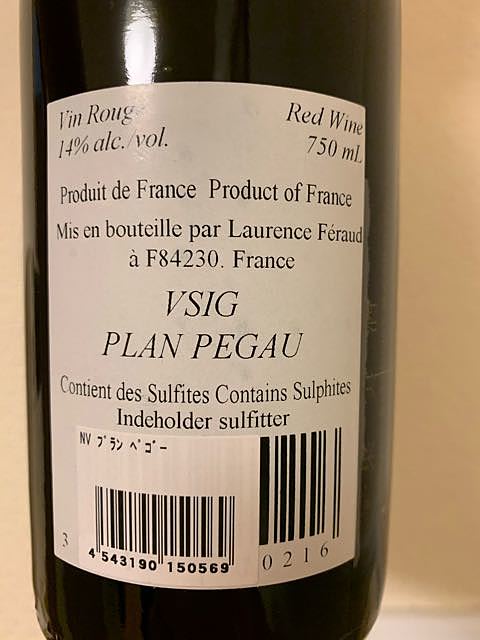 Vin Rouge
Red Wine
14% alc./vol.
750 mL
Produit de France Product of France
Mis en bouteille par Laurence Féraud
à F84230. France
VSIG
PLAN PEGAU
Contient des Sulfites Contains Sulphites
Indeholder sulfitter
NV プラン ペゴー
3
4 543190 150569
0216